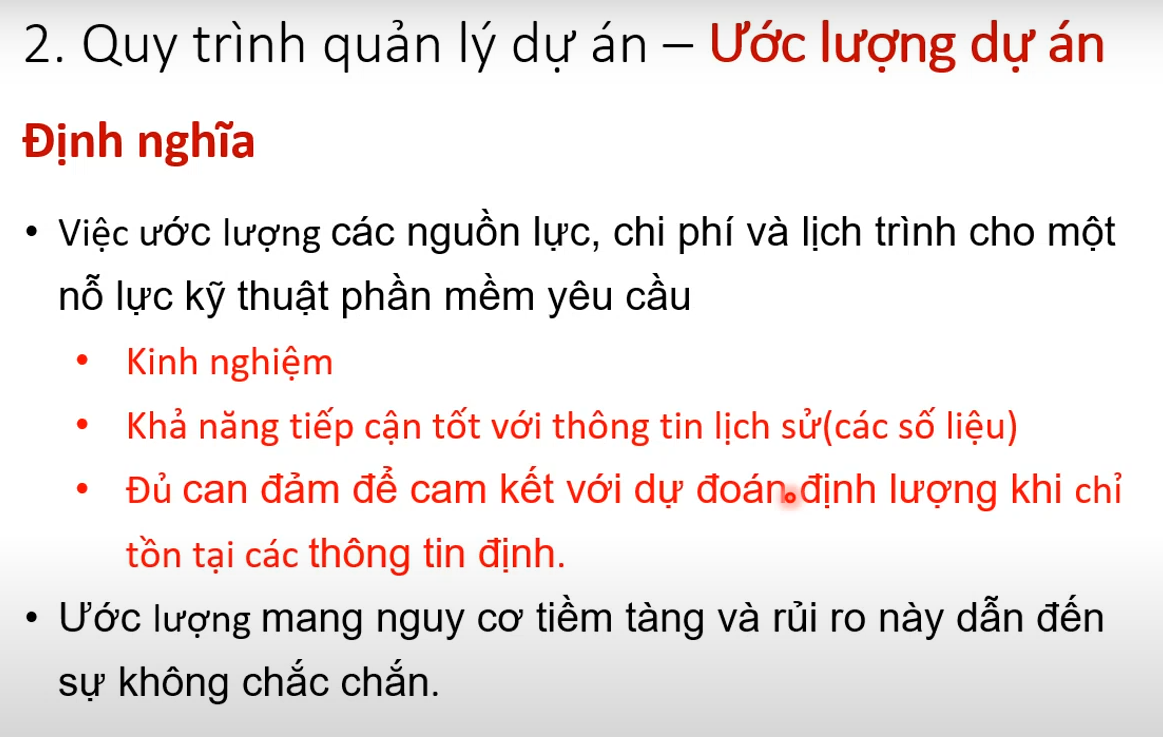 2. Quy trình quản lý dự án – Ước lượng dự án
Định nghĩa
• Việc ước lượng các nguồn lực, chi phí và lịch trình cho một
nỗ lực kỹ thuật phần mềm yêu cầu
• Kinh nghiệm
• Khả năng tiếp cận tốt với thông tin lịch sử(các số liệu)
• Đủ can đảm để cam kết với dự đoán định lượng khi chỉ
tồn tại các thông tin định.
• Ước lượng mang nguy cơ tiềm tàng và rủi ro này dẫn đến
sự không chắc chắn.